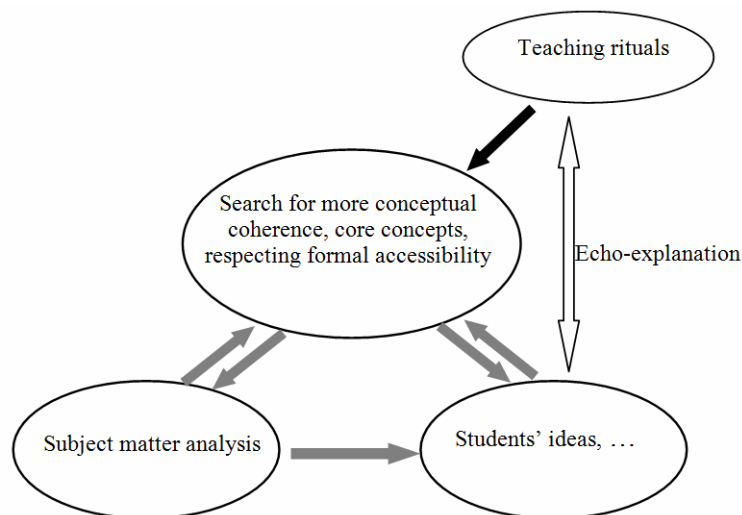 Teaching rituals
Search for more conceptual
coherence, core concepts,
respecting formal accessibility
Echo-explanation
Subject matter analysis
Students’ ideas, …